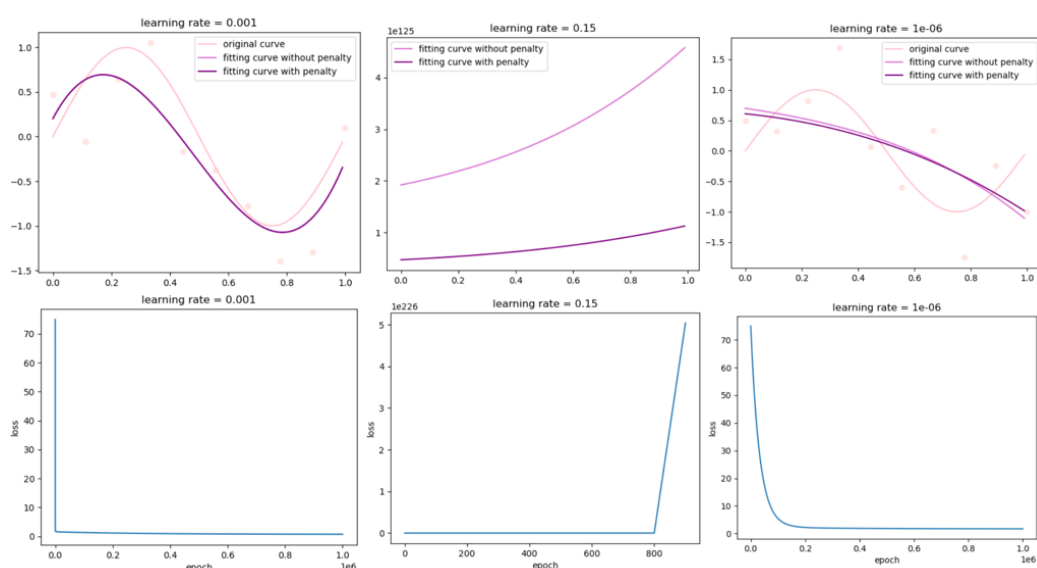 learning rate = 0.001
original curve
fitting curve without penalty
fitting curve with penalty
1.0
0.5
0.0
−0.5
−1.0
−1.5
0.0 0.2 0.4 0.6 0.8 1.0
learning rate = 0.15
1e125
fitting curve without penalty
fitting curve with penalty
4
3
2
1
0.0 0.2 0.4 0.6 0.8 1.0
learning rate = 1e-06
original curve
fitting curve without penalty
fitting curve with penalty
1.5
1.0
0.5
0.0
−0.5
−1.0
−1.5
0.0 0.2 0.4 0.6 0.8 1.0
learning rate = 0.001
70
60
50
40
30
20
10
0
loss
0.0 0.2 0.4 0.6 0.8 1.0
epoch
1e6
learning rate = 0.15
1e226
5
4
3
2
1
0
loss
0 200 400 600 800
epoch
learning rate = 1e-06
70
60
50
40
30
20
10
0
loss
0.0 0.2 0.4 0.6 0.8 1.0
epoch
1e6